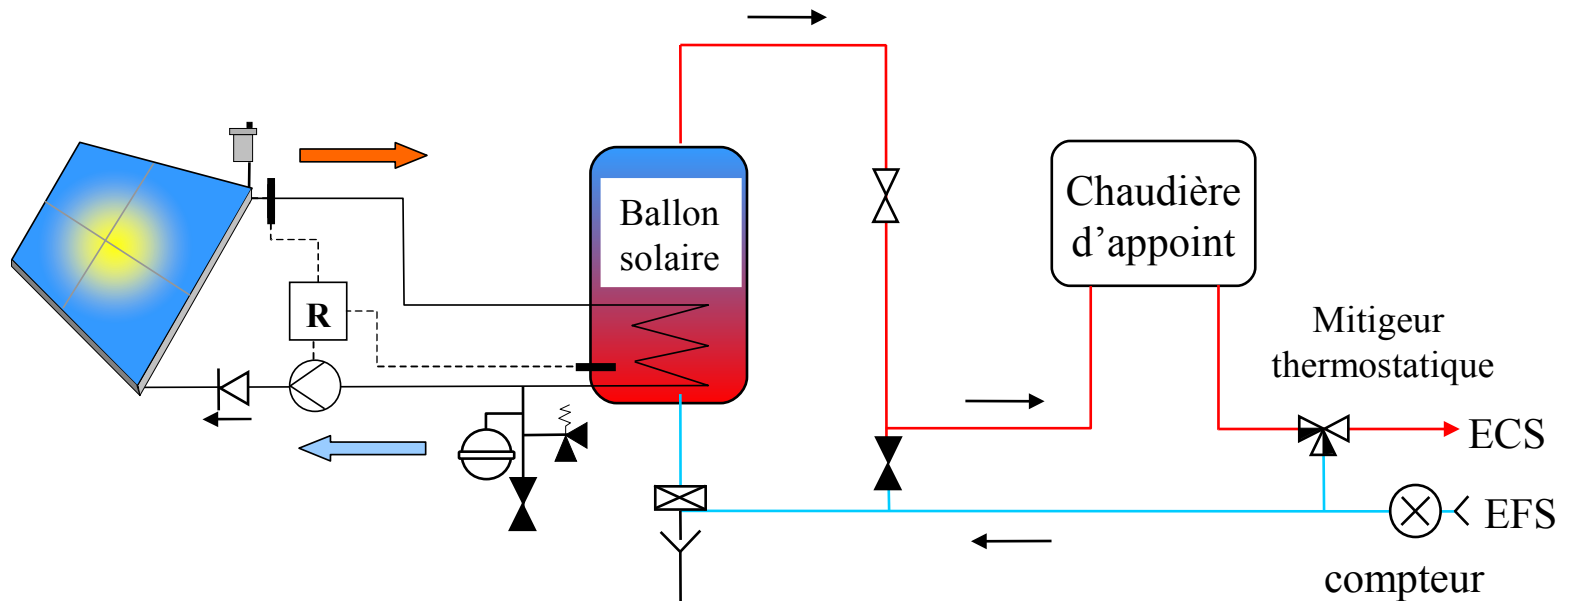 Ballon
solaire
Chaudière
d’appoint
R
Mitigeur
thermostatique
ECS
EFS
compteur